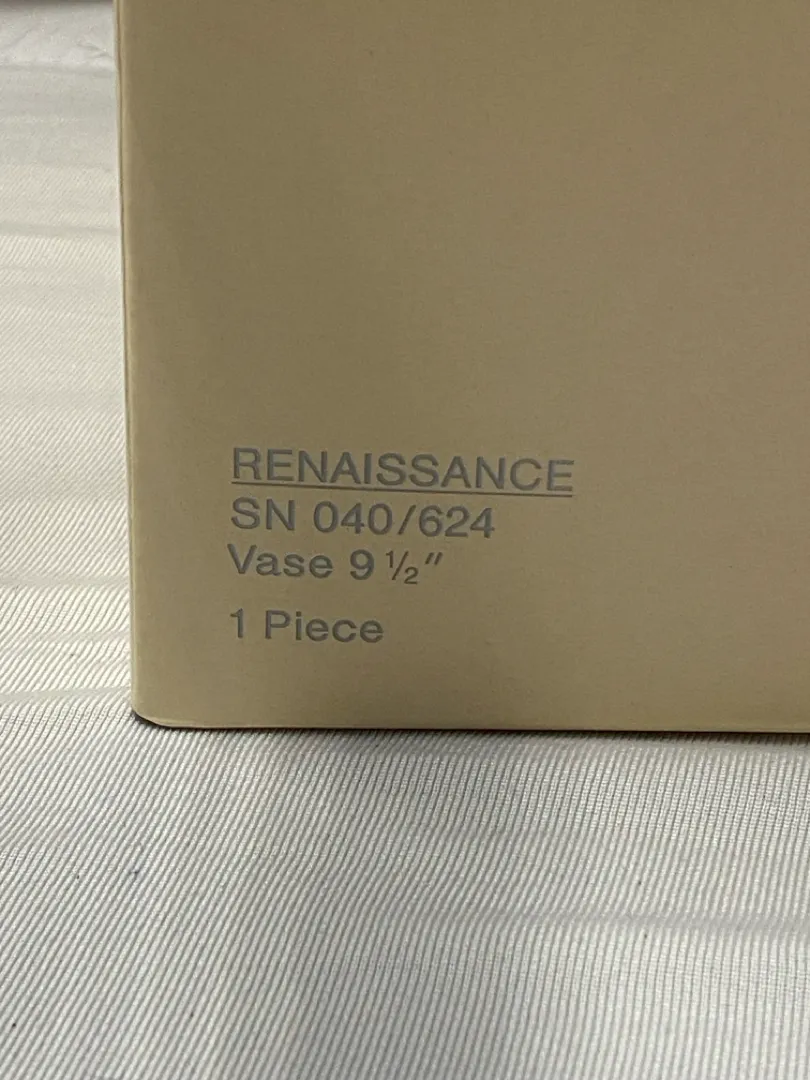 RENAISSANCE
SN 040/624
Vase 9 ½"
1 Piece